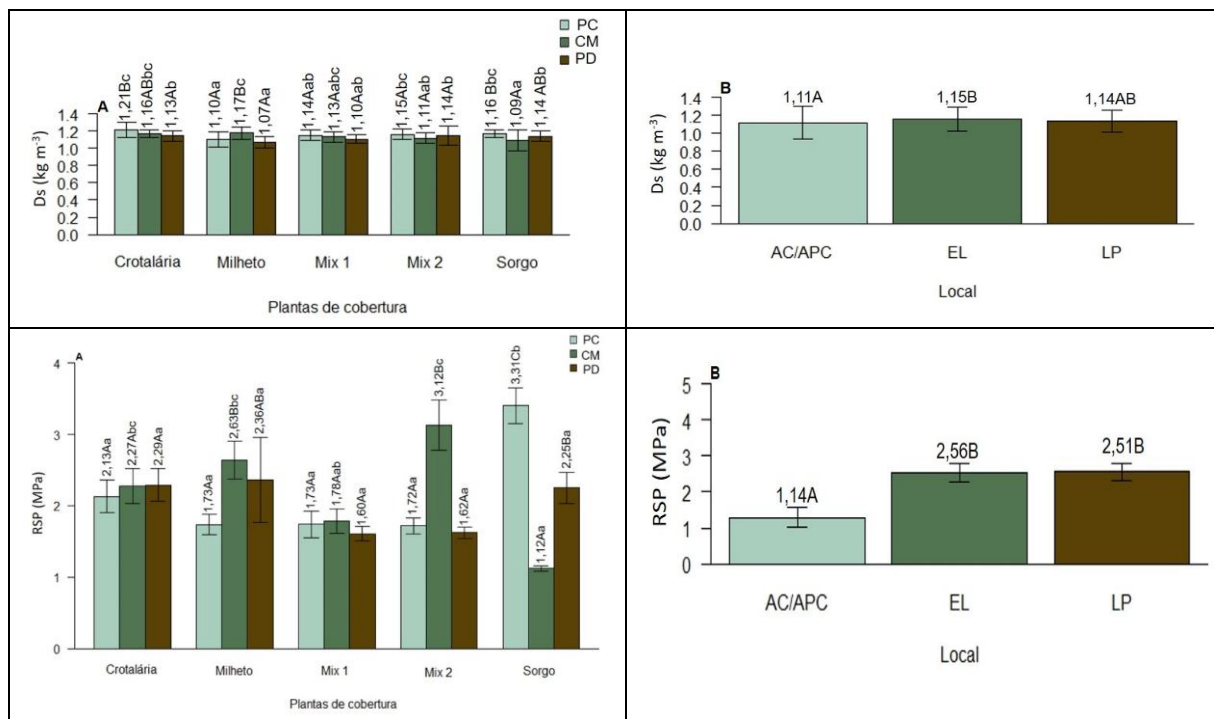 A
PC
CM
PD
1,21Bc
1,16ABbc
1,13Ab
1,10Aa
1,17Bc
1,07Aa
1,14Aab
1,13Aabc
1,10Aab
1,15Abc
1,11Aab
1,14Ab
1,16 Bbc
1,09Aa
1,14 ABb
Ds (kg m-3)
1.4
1.2
1.0
0.8
0.6
0.4
0.2
0.0
Crotalária Milheto Mix 1 Mix 2 Sorgo
Plantas de cobertura
B
1,11A 1,15B 1,14AB
Ds (kg m-3)
1.4
1.2
1.0
0.8
0.6
0.4
0.2
0.0
AC/APC EL LP
Local
A
PC
CM
PD
2,13Aa
2,27Abc
2,29Aa
1,73Aa
2,63Bbc
2,36ABa
1,73Aa
1,78Aab
1,60Aa
1,72Aa
3,12Bc
1,62Aa
3,31Cb
1,12Aa
2,25Ba
RSP (MPa)
4
3
2
1
0
Crotalária Milheto Mix 1 Mix 2 Sorgo
Plantas de cobertura
B
1,14A 2,56B 2,51B
RSP (MPa)
5
4
3
2
1
0
AC/APC EL LP
Local